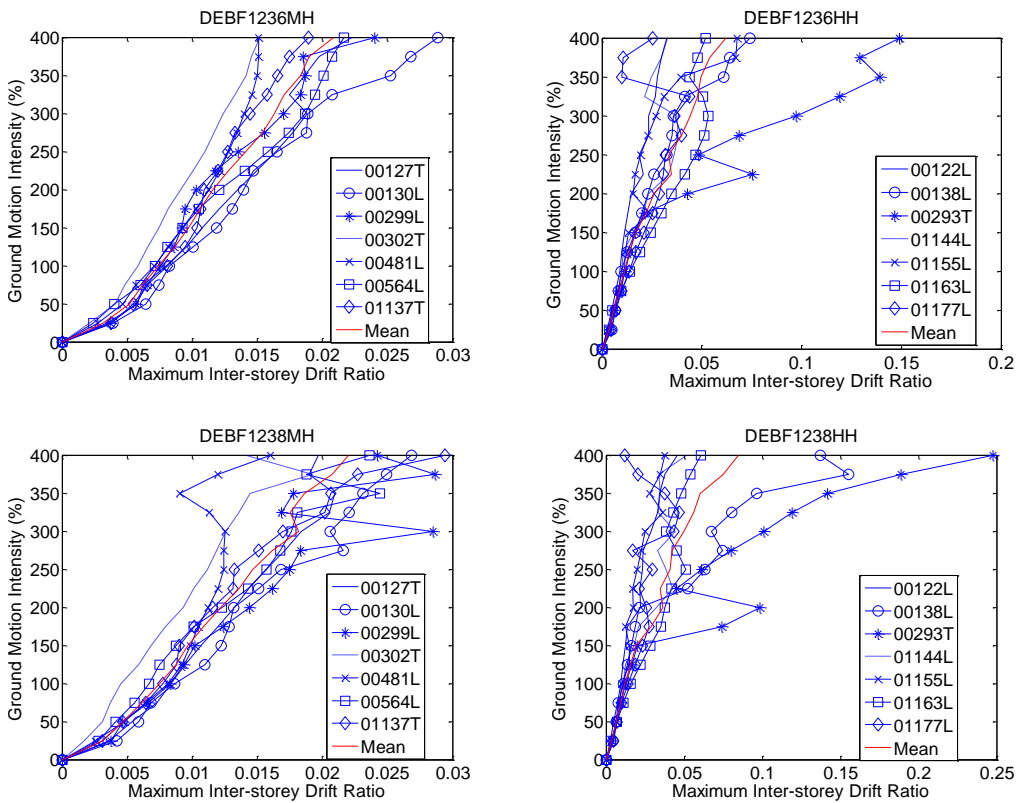 DEBF1236MH
Ground Motion Intensity (%)
400
350
300
250
200
150
100
50
0
0 0.005 0.01 0.015 0.02 0.025 0.03
Maximum Inter-storey Drift Ratio
00127T
00130L
00299L
00302T
00481L
00564L
01137T
Mean
DEBF1236HH
Ground Motion Intensity (%)
400
350
300
250
200
150
100
50
0
0 0.05 0.1 0.15 0.2
Maximum Inter-storey Drift Ratio
00122L
00138L
00293T
01144L
01155L
01163L
01177L
Mean
DEBF1238MH
Ground Motion Intensity (%)
400
350
300
250
200
150
100
50
0
0 0.005 0.01 0.015 0.02 0.025 0.03
Maximum Inter-storey Drift Ratio
00127T
00130L
00299L
00302T
00481L
00564L
01137T
Mean
DEBF1238HH
Ground Motion Intensity (%)
400
350
300
250
200
150
100
50
0
0 0.05 0.1 0.15 0.2 0.25
Maximum Inter-storey Drift Ratio
00122L
00138L
00293T
01144L
01155L
01163L
01177L
Mean